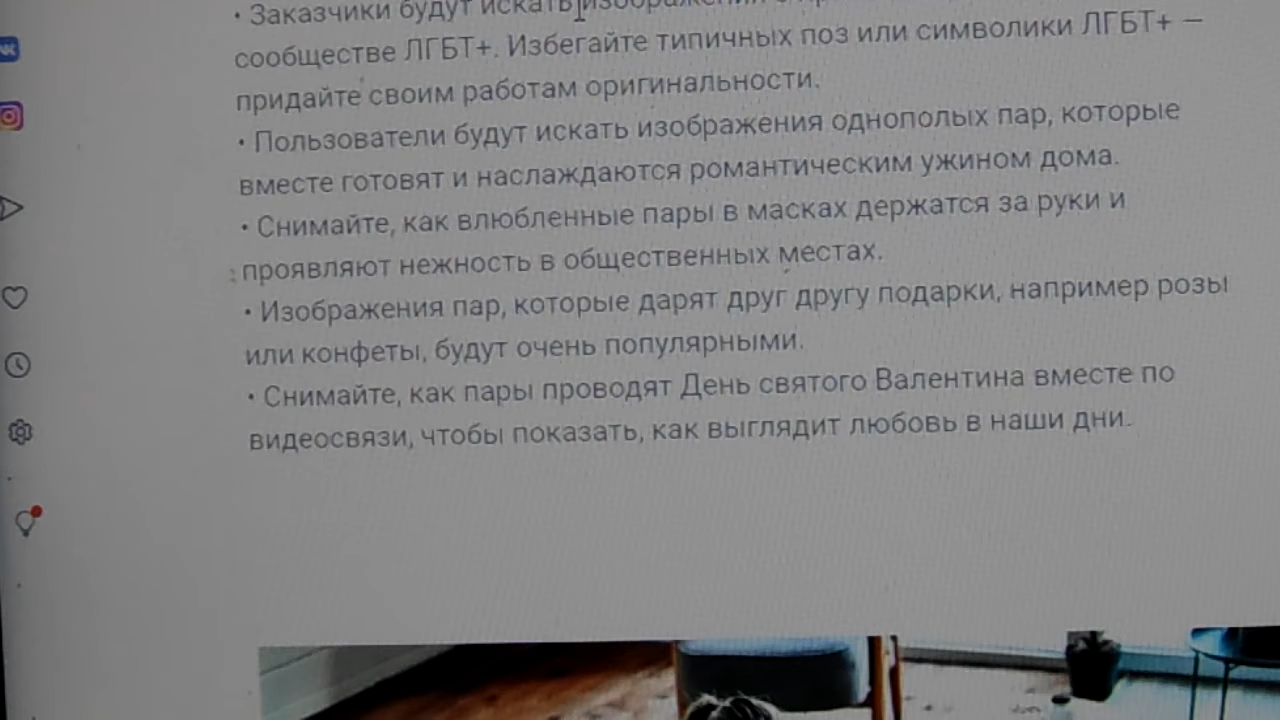 • Заказчики будут искать изображения
сообществе ЛГБТ+. Избегайте типичных поз или символики ЛГБТ+ —
придайте своим работам оригинальности.
• Пользователи будут искать изображения однополых пар, которые
вместе готовят и наслаждаются романтическим ужином дома.
• Снимайте, как влюбленные пары в масках держатся за руки и
проявляют нежность в общественных местах.
• Изображения пар, которые дарят друг другу подарки, например розы
или конфеты, будут очень популярными.
• Снимайте, как пары проводят День святого Валентина вместе по
видеосвязи, чтобы показать, как выглядит любовь в наши дни.